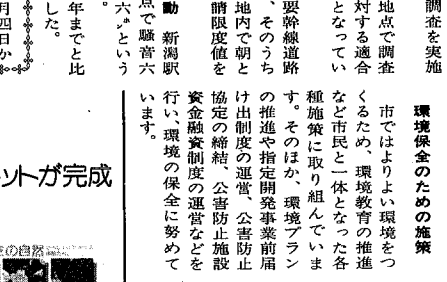 調査を実施
地点で調査
対する適合
となってい
要幹線道路
、そのうち
地内で朝と
請限度値を
動　新潟駅
点で騒音六
六〟という
。
年までと比
した。
月四日か
環境保全のための施策
市ではよりよい環境をつ
くるため、環境教育の推進
など市民と一体となった各
種施策に取り組んでいま
す。そのほか、環境プラン
の推進や指定開発事業前届
け出制度の運営、公害防止
協定の締結、公害防止施設
資金融資制度の運営などを
行い、環境の保全に努めて
います。
ットが完成
の自然